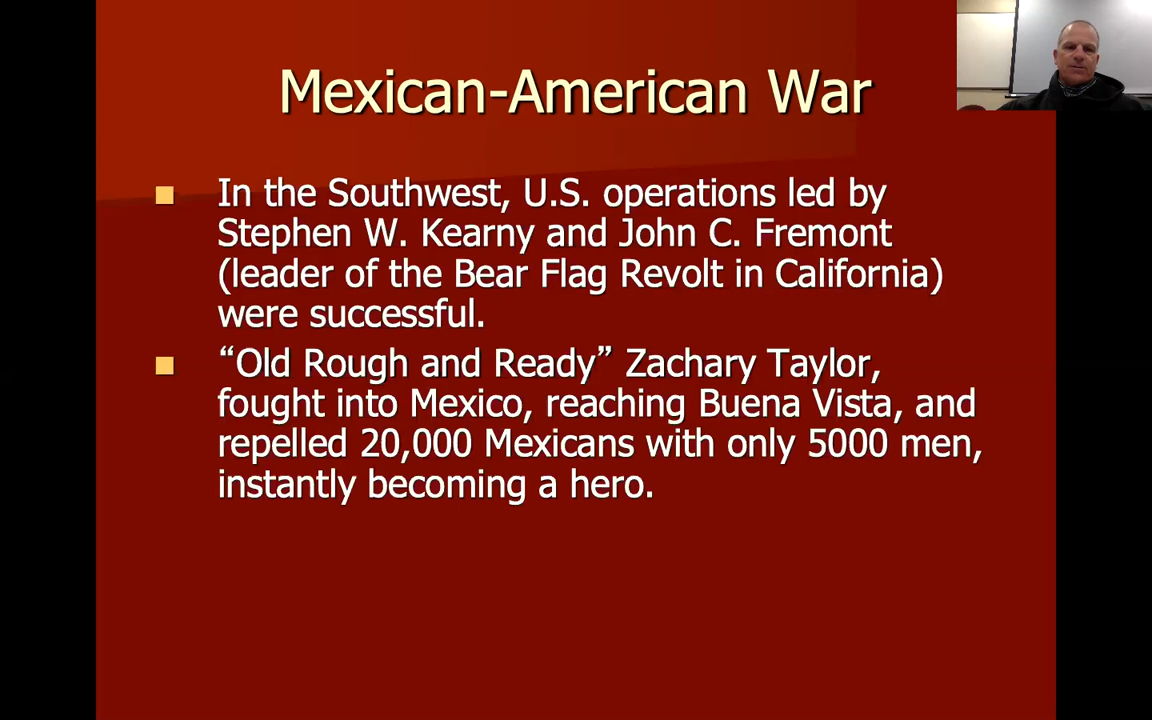 Mexican-American War
In the Southwest, U.S. operations led by
Stephen W. Kearny and John C. Fremont
(leader of the Bear Flag Revolt in California)
were successful.
“Old Rough and Ready” Zachary Taylor,
fought into Mexico, reaching Buena Vista, and
repelled 20,000 Mexicans with only 5000 men,
instantly becoming a hero.